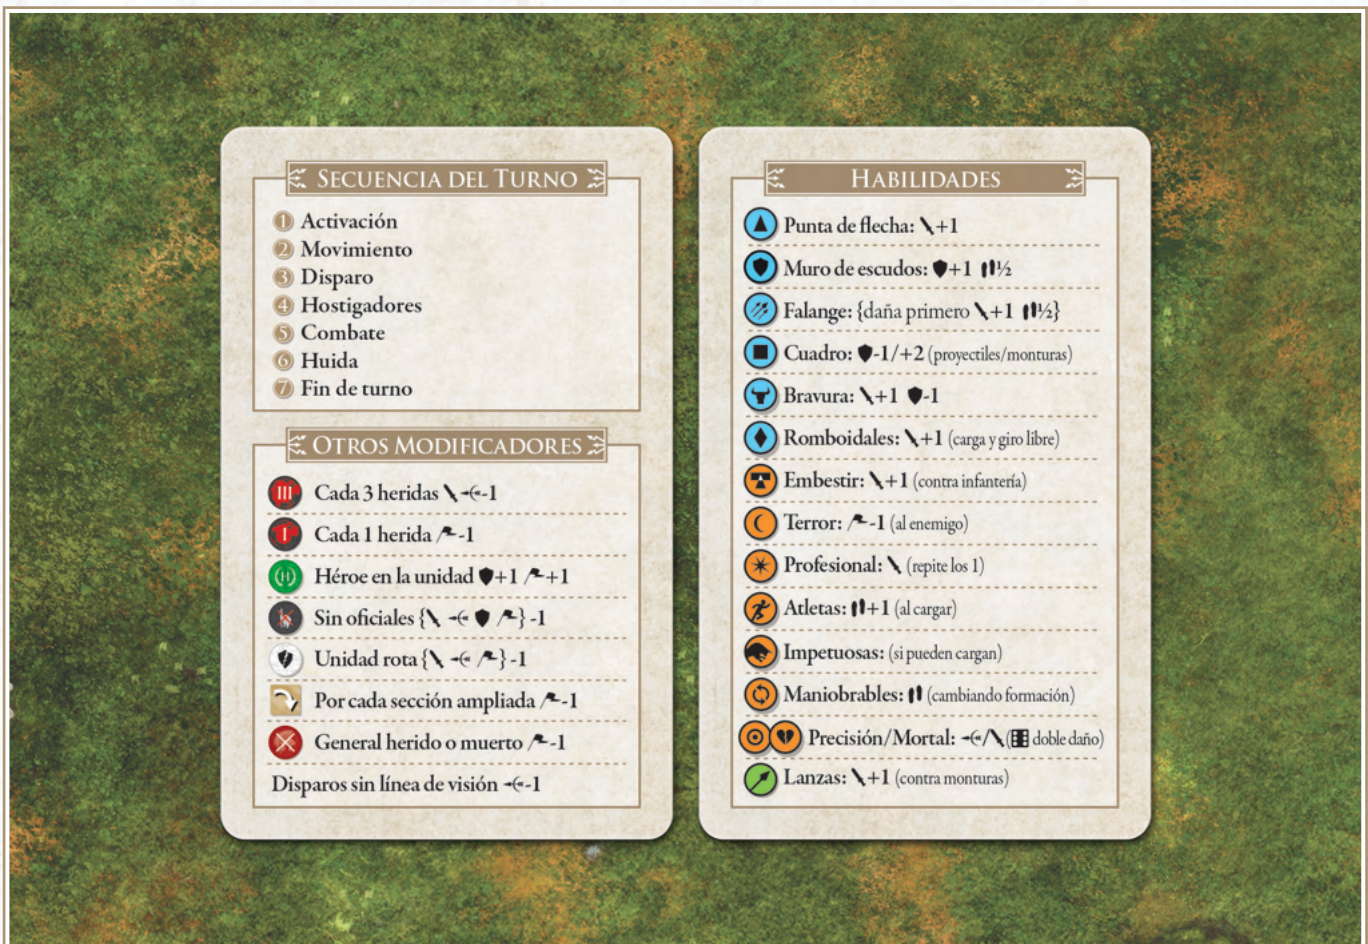 SECUENCIA DEL TURNO
1 Activación
2 Movimiento
3 Disparo
4 Hostigadores
5 Combate
6 Huida
7 Fin de turno
OTROS MODIFICADORES
III Cada 3 heridas -1
I Cada 1 herida -1
H Héroe en la unidad +1 +1
Sin oficiales { } -1
Unidad rota { } -1
Por cada sección ampliada -1
General herido o muerto -1
Disparos sin línea de visión -1
HABILIDADES
Punta de flecha: +1
Muro de escudos: +1 ½
Falange: {daña primero +1 ½}
Cuadro: -1/+2 (proyectiles/monturas)
Bravura: +1 -1
Romboidales: +1 (carga y giro libre)
Embestir: +1 (contra infantería)
Terror: -1 (al enemigo)
Profesional: (repite los 1)
Atletas: +1 (al cargar)
Impetuosas: (si pueden cargan)
Maniobrables: (cambiando formación)
Precisión/Mortal: / ( doble daño)
Lanzas: +1 (contra monturas)